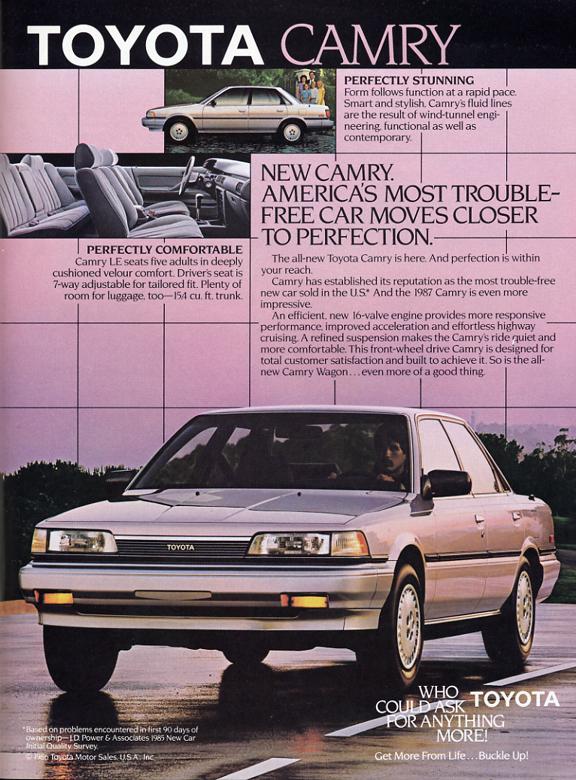 TOYOTA CAMRY
PERFECTLY STUNNING
Form follows function at a rapid pace.
Smart and stylish. Camry's fluid lines
are the result of wind-tunnel engi-
neering, functional as well as
contemporary.
NEW CAMRY.
AMERICA'S MOST TROUBLE-
FREE CAR MOVES CLOSER
TO PERFECTION.
PERFECTLY COMFORTABLE
Camry LE seats five adults in deeply
cushioned velour comfort. Driver's seat is
7-way adjustable for tailored fit. Plenty of
room for luggage, too—15.4 cu. ft. trunk.
The all-new Toyota Camry is here. And perfection is within
your reach.
Camry has established its reputation as the most trouble-free
new car sold in the U.S.* And the 1987 Camry is even more
impressive.
An efficient, new 16-valve engine provides more responsive
performance, improved acceleration and effortless highway
cruising. A refined suspension makes the Camry's ride quiet and
more comfortable. This front-wheel drive Camry is designed for
total customer satisfaction and built to achieve it. So is the all-
new Camry Wagon...even more of a good thing.
TOYOTA
WHO
COULD ASK
FOR ANYTHING
MORE!
TOYOTA
Get More From Life...Buckle Up!
*Based on problems encountered in first 90 days of
ownership—J.D. Power & Associates 1985 New Car
Initial Quality Survey.
© 1986 Toyota Motor Sales, U.S.A., Inc.